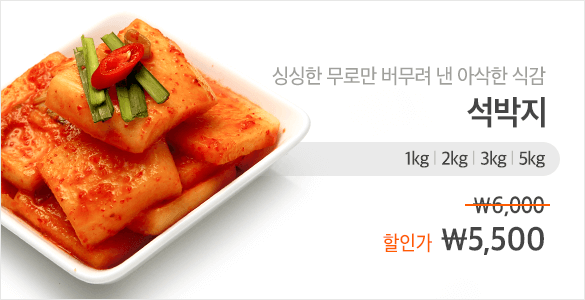 싱싱한 무로만 버무려 낸 아삭한 식감
석박지
1kg | 2kg | 3kg | 5kg
₩6,000
할인가 ₩5,500